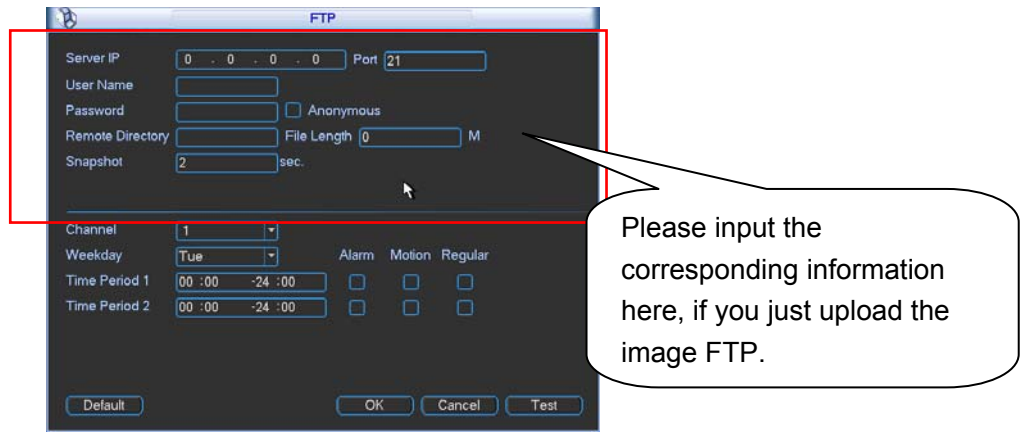 FTP
Server IP 0 . 0 . 0 . 0 Port 21
User Name
Password Anonymous
Remote Directory File Length 0 M
Snapshot 2 sec.
Channel 1
Weekday Tue Alarm Motion Regular
Time Period 1 00 :00 -24 :00
Time Period 2 00 :00 -24 :00
Default OK Cancel Test
Please input the
corresponding information
here, if you just upload the
image FTP.